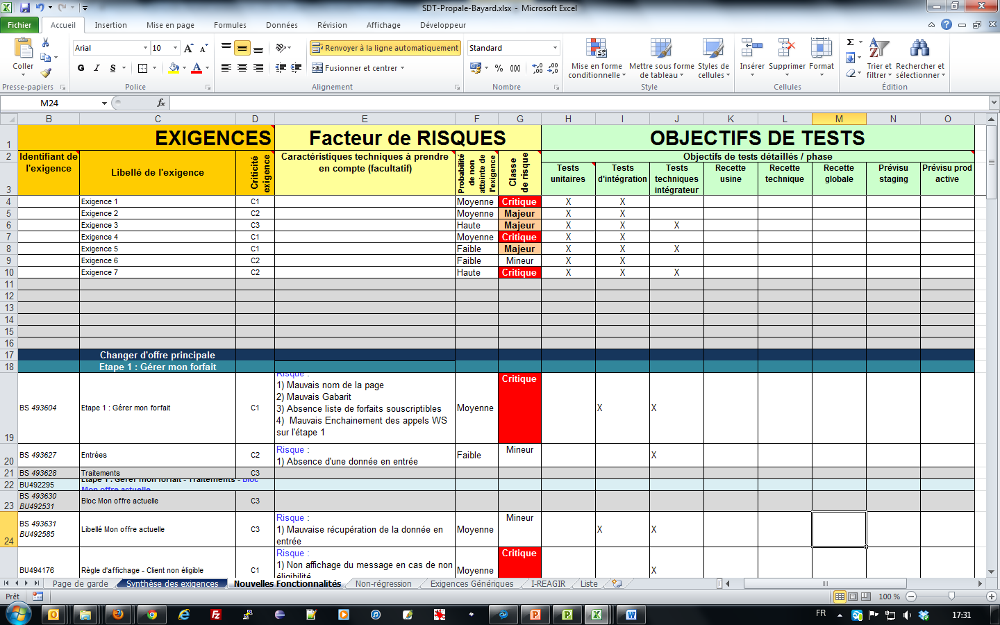 SDT-Propale-Bayard.xlsx - Microsoft Excel
Fichier Accueil Insertion Mise en page Formules Données Révision Affichage Développeur
Coller Arial 10 Renvoyer à la ligne automatiquement Standard
G I S Fusionner et centrer % 000
Mise en forme conditionnelle Mettre sous forme de tableau Styles de cellules Insérer Supprimer Format Trier et filtrer Rechercher et sélectionner
Presse-papiers Police Alignement Nombre Style Cellules Édition
M24 fx
B C D E F G H I J K L M N O
1 EXIGENCES Facteur de RISQUES OBJECTIFS DE TESTS
2 Identifiant de l'exigence Libellé de l'exigence Criticité exigence Caractéristiques techniques à prendre en compte (facultatif) Probabilité de non atteinte de l'exigence Classe de risque Objectifs de tests détaillés / phase
3 Tests unitaires Tests d'intégration Tests techniques intégrateur Recette usine Recette technique Recette globale Prévisu staging Prévisu prod active
4 Exigence 1 C1 Moyenne Critique X X
5 Exigence 2 C2 Moyenne Majeur X X
6 Exigence 3 C3 Haute Majeur X X X
7 Exigence 4 C1 Moyenne Critique X X
8 Exigence 5 C1 Faible Majeur X X X
9 Exigence 6 C2 Faible Mineur X X
10 Exigence 7 C2 Haute Critique X X X
11
12
13
14
15
16
17 Changer d'offre principale
18 Etape 1 : Gérer mon forfait
Risque :
1) Mauvais nom de la page
2) Mauvais Gabarit
3) Absence liste de forfaits souscriptibles
4) Mauvais Enchainement des appels WS
sur l'étape 1
19 BS 493604 Etape 1 : Gérer mon forfait C1 Moyenne Critique X X
Risque :
1) Absence d'une donnée en entrée
20 BS 493627 Entrées C2 Faible Mineur X
21 BS 493628 Traitements C3
22 BU492295 Etape 1 : Gérer mon forfait - Traitements - Bloc
Mon offre actuelle
23 BS 493630 BU492531 Bloc Mon offre actuelle C3
Risque :
1) Mauvaise récupération de la donnée en
entrée
24 BS 493631 BU492585 Libellé Mon offre actuelle C3 Moyenne Mineur X X
Risque :
1) Non affichage du message en cas de non
éligibilité
BU494176 Règle d'affichage - Client non éligible C1 Moyenne Critique X
Page de garde Synthèse des exigences Nouvelles Fonctionnalités Non-régression Exigences Génériques I-REAGIR Liste
Prêt 100 %
FR 17:31